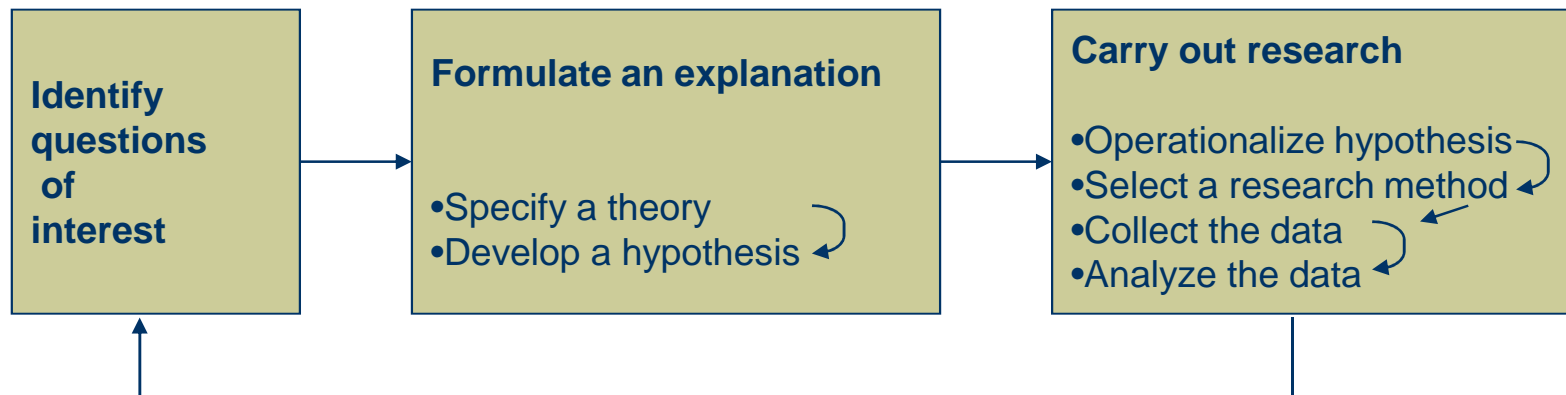 Identify
questions
of
interest
Formulate an explanation
•Specify a theory
•Develop a hypothesis
Carry out research
•Operationalize hypothesis
•Select a research method
•Collect the data
•Analyze the data